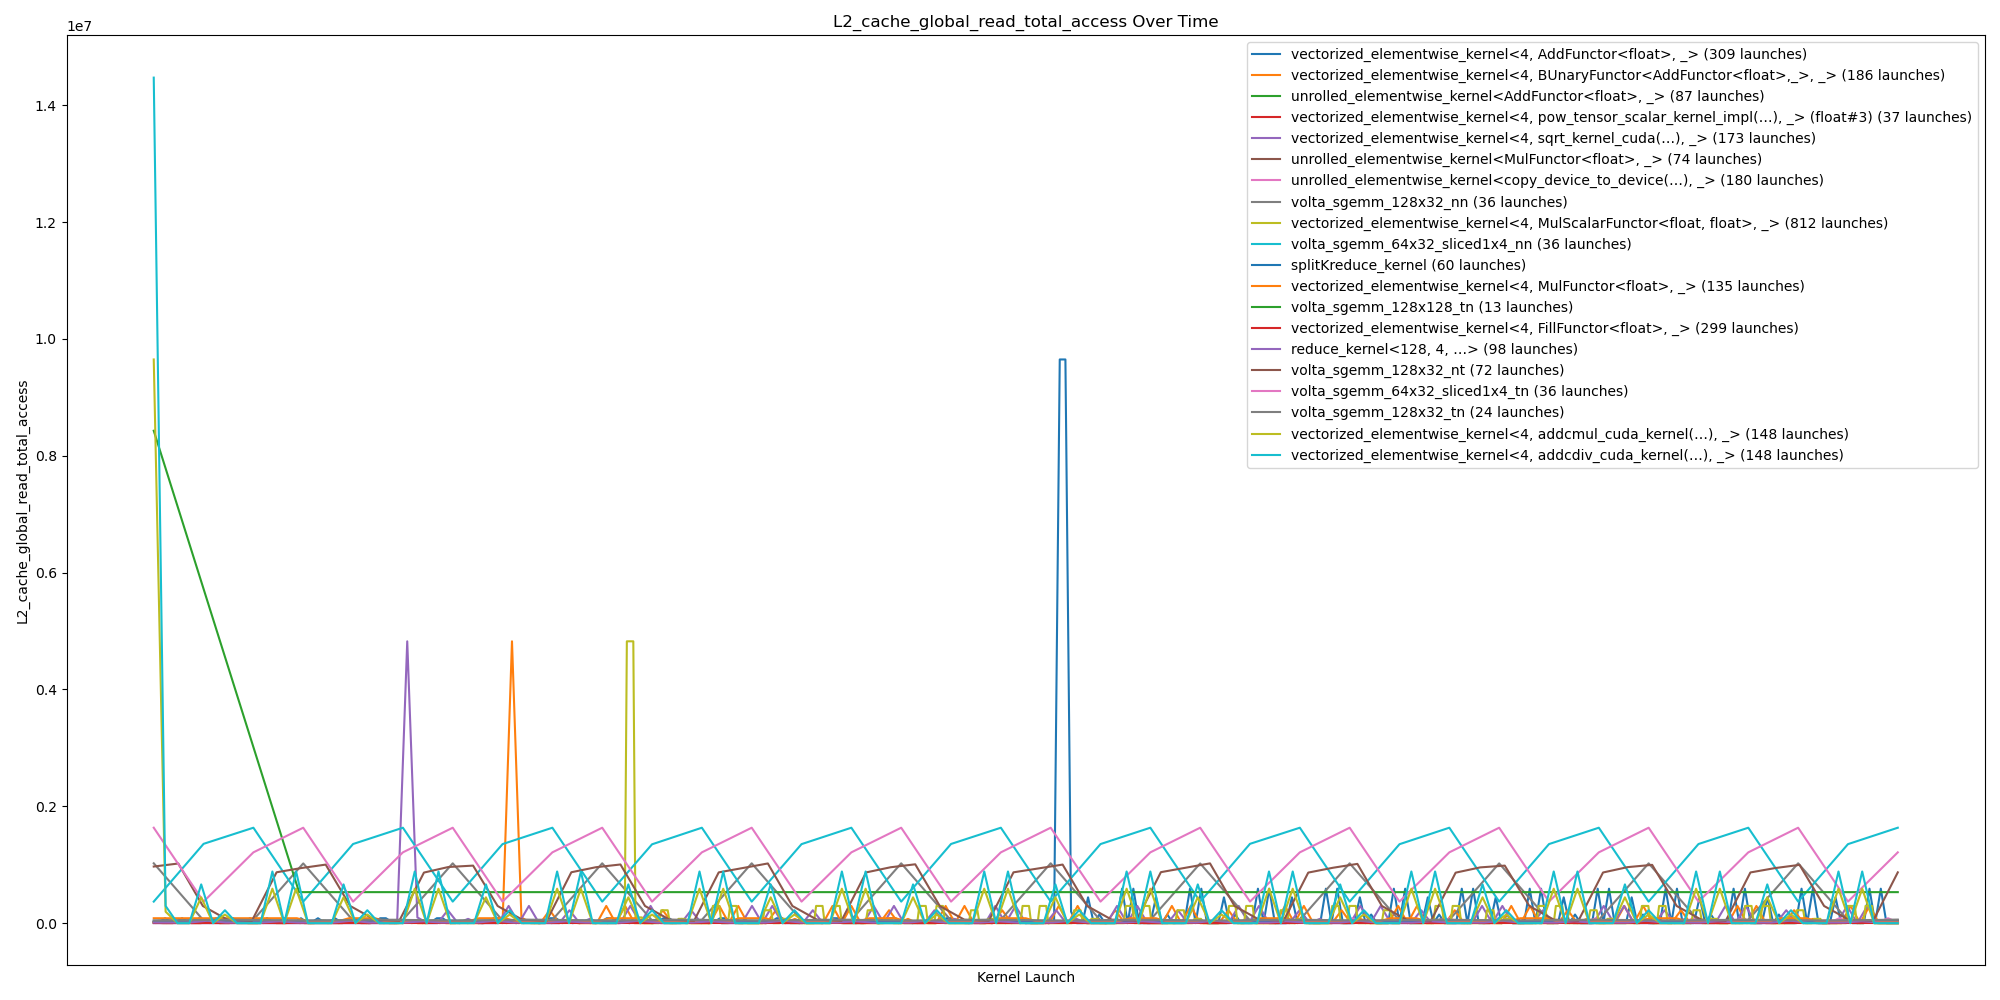 L2_cache_global_read_total_access Over Time
1e7
vectorized_elementwise_kernel<4, AddFunctor<float>, _> (309 launches)
vectorized_elementwise_kernel<4, BUnaryFunctor<AddFunctor<float>,_>, _> (186 launches)
unrolled_elementwise_kernel<AddFunctor<float>, _> (87 launches)
vectorized_elementwise_kernel<4, pow_tensor_scalar_kernel_impl(...), _> (float#3) (37 launches)
vectorized_elementwise_kernel<4, sqrt_kernel_cuda(...), _> (173 launches)
unrolled_elementwise_kernel<MulFunctor<float>, _> (74 launches)
unrolled_elementwise_kernel<copy_device_to_device(...), _> (180 launches)
volta_sgemm_128x32_nn (36 launches)
vectorized_elementwise_kernel<4, MulScalarFunctor<float, float>, _> (812 launches)
volta_sgemm_64x32_sliced1x4_nn (36 launches)
splitKreduce_kernel (60 launches)
vectorized_elementwise_kernel<4, MulFunctor<float>, _> (135 launches)
volta_sgemm_128x128_tn (13 launches)
vectorized_elementwise_kernel<4, FillFunctor<float>, _> (299 launches)
reduce_kernel<128, 4, ...> (98 launches)
volta_sgemm_128x32_nt (72 launches)
volta_sgemm_64x32_sliced1x4_tn (36 launches)
volta_sgemm_128x32_tn (24 launches)
vectorized_elementwise_kernel<4, addcmul_cuda_kernel(...), _> (148 launches)
vectorized_elementwise_kernel<4, addcdiv_cuda_kernel(...), _> (148 launches)
1.4
1.2
1.0
0.8
0.6
0.4
0.2
0.0
L2_cache_global_read_total_access
Kernel Launch